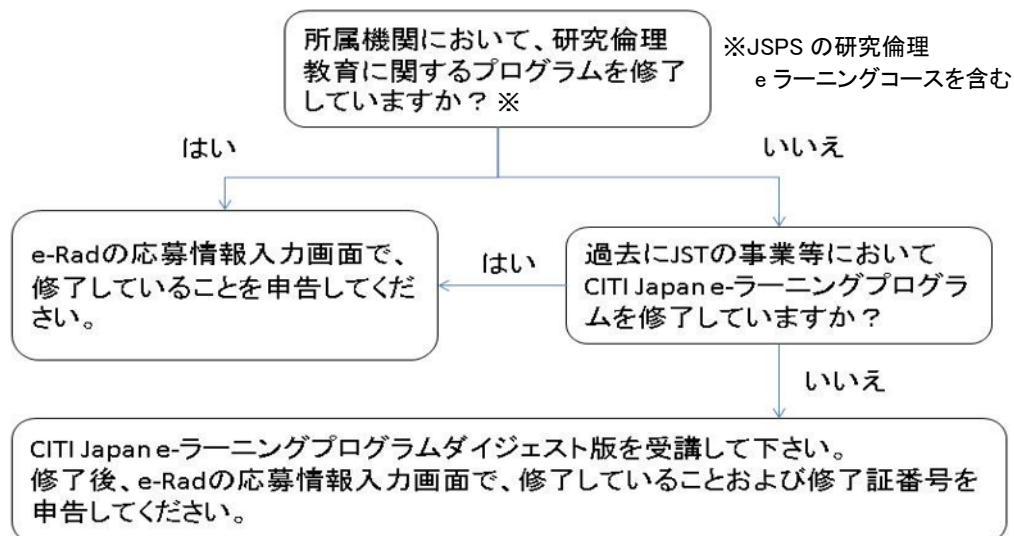 所属機関において、研究倫理
教育に関するプログラムを修了
していますか？※
※JSPS の研究倫理
e ラーニングコースを含む
はい
いいえ
e-Radの応募情報入力画面で、
修了していることを申告してくだ
さい。
はい
過去にJSTの事業等において
CITI Japan e-ラーニングプログラ
ムを修了していますか？
いいえ
CITI Japan e-ラーニングプログラムダイジェスト版を受講して下さい。
修了後、e-Radの応募情報入力画面で、修了していることおよび修了証番号を
申告してください。